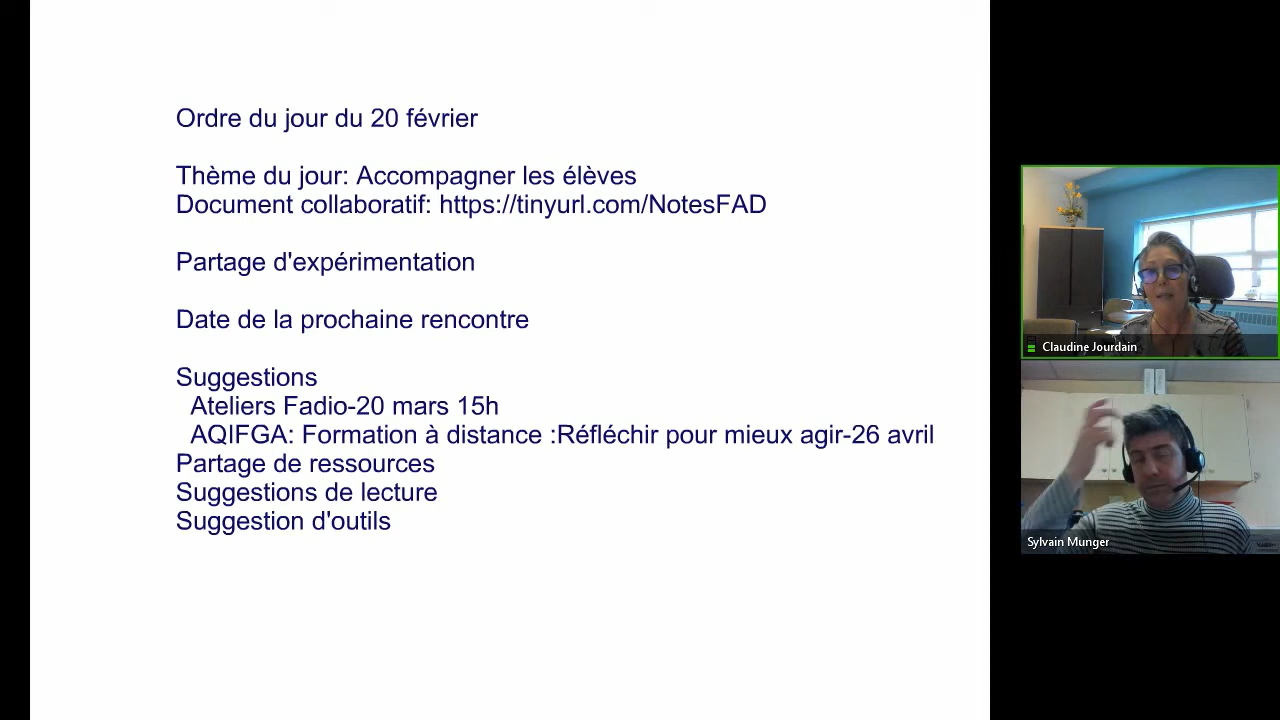 Ordre du jour du 20 février
Thème du jour: Accompagner les élèves
Document collaboratif: https://tinyurl.com/NotesFAD
Partage d'expérimentation
Date de la prochaine rencontre
Suggestions
Ateliers Fadio-20 mars 15h
AQIFGA: Formation à distance :Réfléchir pour mieux agir-26 avril
Partage de ressources
Suggestions de lecture
Suggestion d'outils
Claudine Jourdain
Sylvain Munger